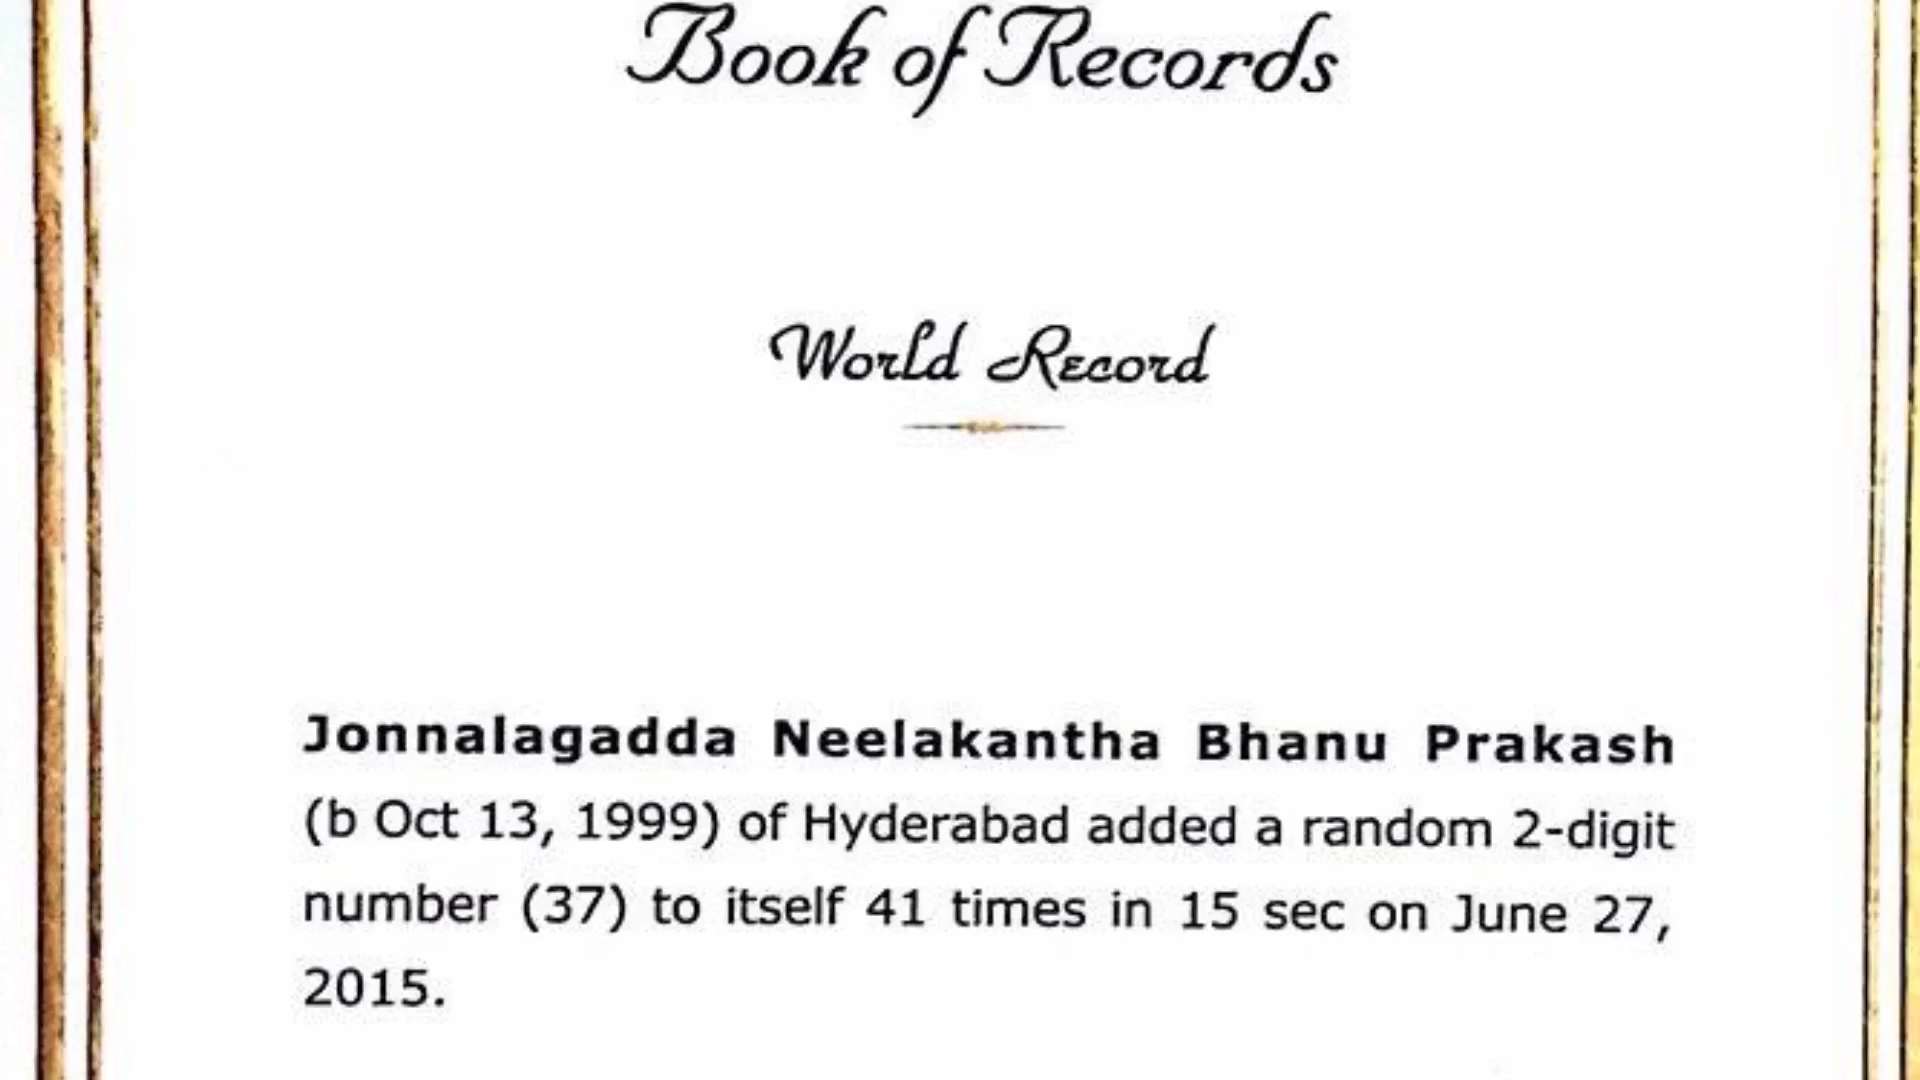 Book of Records
World Record
Jonnalagadda Neelakantha Bhanu Prakash
(b Oct 13, 1999) of Hyderabad added a random 2-digit
number (37) to itself 41 times in 15 sec on June 27,
2015.